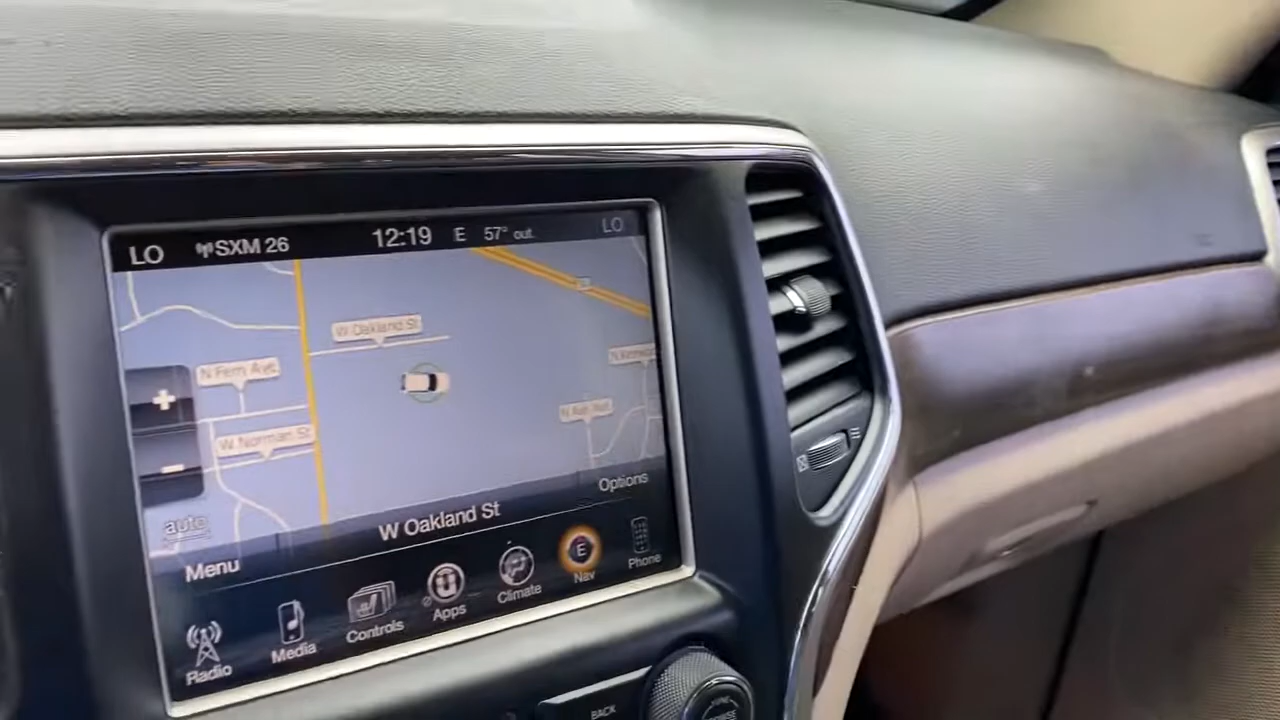 LO SXM 26 12:19 E 57° out. LO
W Oakland St
N Fern Ave
W Norman St
Options
auto
W Oakland St
Menu
Radio Media Controls Apps Climate E Nav Phone
BACK